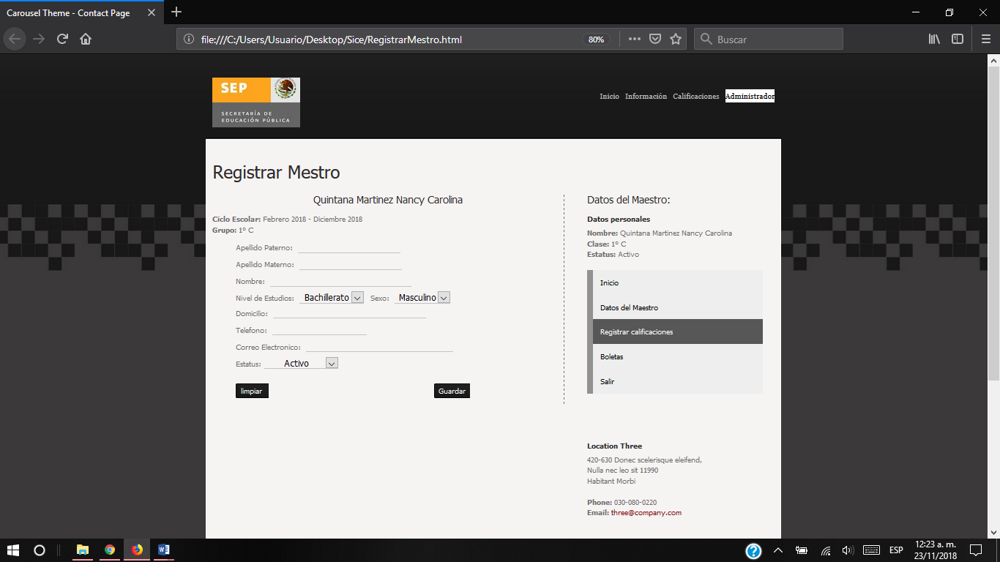 Carousel Theme - Contact Page
file:///C:/Users/Usuario/Desktop/Sice/RegistrarMestro.html
80%
Buscar
SEP
SECRETARÍA DE
EDUCACIÓN PÚBLICA
Inicio Información Calificaciones Administrador
Registrar Mestro
Quintana Martinez Nancy Carolina
Ciclo Escolar: Febrero 2018 - Diciembre 2018
Grupo: 1º C
Apellido Paterno:
Apellido Materno:
Nombre:
Nivel de Estudios: Bachillerato Sexo: Masculino
Domicilio:
Telefono:
Correo Electronico:
Estatus: Activo
limpiar Guardar
Datos del Maestro:
Datos personales
Nombre: Quintana Martinez Nancy Carolina
Clase: 1º C
Estatus: Activo
Inicio
Datos del Maestro
Registrar calificaciones
Boletas
Salir
Location Three
420-630 Donec scelerisque eleifend,
Nulla nec leo sit 11990
Habitant Morbi
Phone: 030-080-0220
Email: three@company.com
ESP
12:23 a. m.
23/11/2018